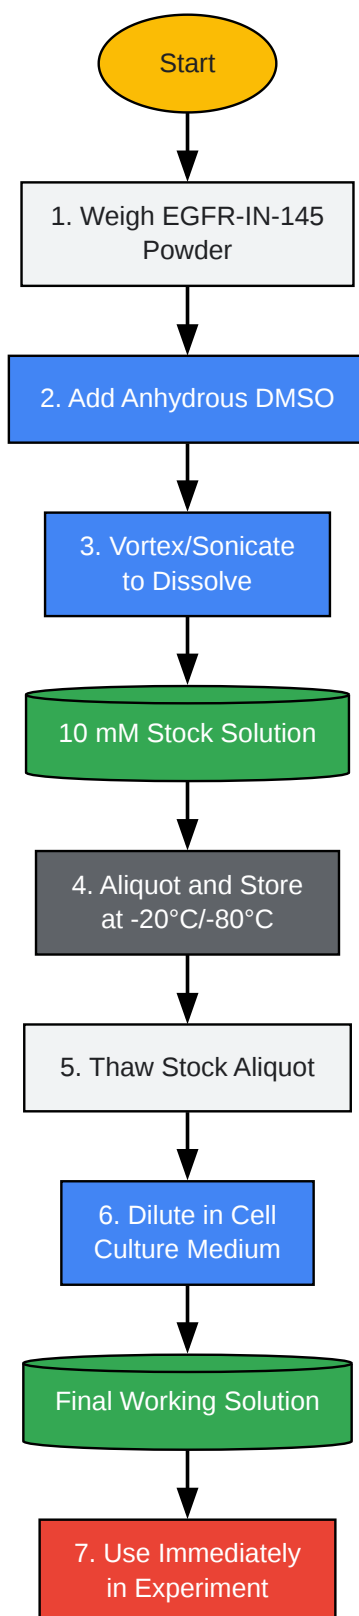 Start
1. Weigh EGFR-IN-145
Powder
2. Add Anhydrous DMSO
3. Vortex/Sonicate
to Dissolve
10 mM Stock Solution
4. Aliquot and Store
at -20°C/-80°C
5. Thaw Stock Aliquot
6. Dilute in Cell
Culture Medium
Final Working Solution
7. Use Immediately
in Experiment